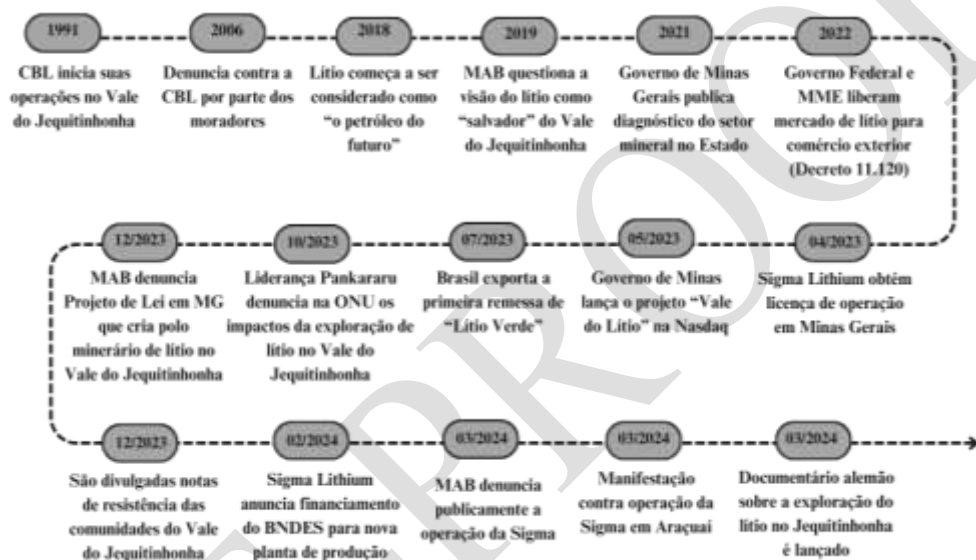 1991
CBL inicia suas
operações no Vale
do Jequitinhonha
2006
Denuncia contra a
CBL por parte dos
moradores
2018
Lítio começa a ser
considerado como
“o petróleo do
futuro”
2019
MAB questiona a
visão do lítio como
“salvador” do Vale
do Jequitinhonha
2021
Governo de Minas
Gerais publica
diagnóstico do setor
mineral no Estado
2022
Governo Federal e
MME liberam
mercado de lítio para
comércio exterior
(Decreto 11.120)
04/2023
Sigma Lithium obtém
licença de operação
em Minas Gerais
05/2023
Governo de Minas
lança o projeto “Vale
do Lítio” na Nasdaq
07/2023
Brasil exporta a
primeira remessa de
“Lítio Verde”
10/2023
Liderança Pankararu
denuncia na ONU os
impactos da exploração de
lítio no Vale do
Jequitinhonha
12/2023
MAB denuncia
Projeto de Lei em MG
que cria polo
minerário de lítio no
Vale do Jequitinhonha
12/2023
São divulgadas notas
de resistência das
comunidades do Vale
do Jequitinhonha
02/2024
Sigma Lithium
anuncia financiamento
do BNDES para nova
planta de produção
03/2024
MAB denuncia
publicamente a
operação da Sigma
03/2024
Manifestação
contra operação da
Sigma em Araçuaí
03/2024
Documentário alemão
sobre a exploração do
lítio no Jequitinhonha
é lançado
PROO